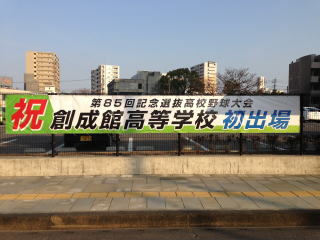 祝
第85回記念選抜高校野球大会
創成館高等学校 初出場